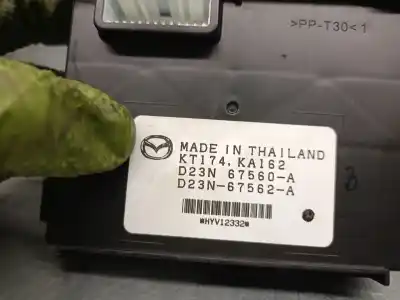 >PP-T30<1
MADE IN THAILAND
KT174, KA162
D23N 67560-A
D23N-67562-A
*HYV12332*